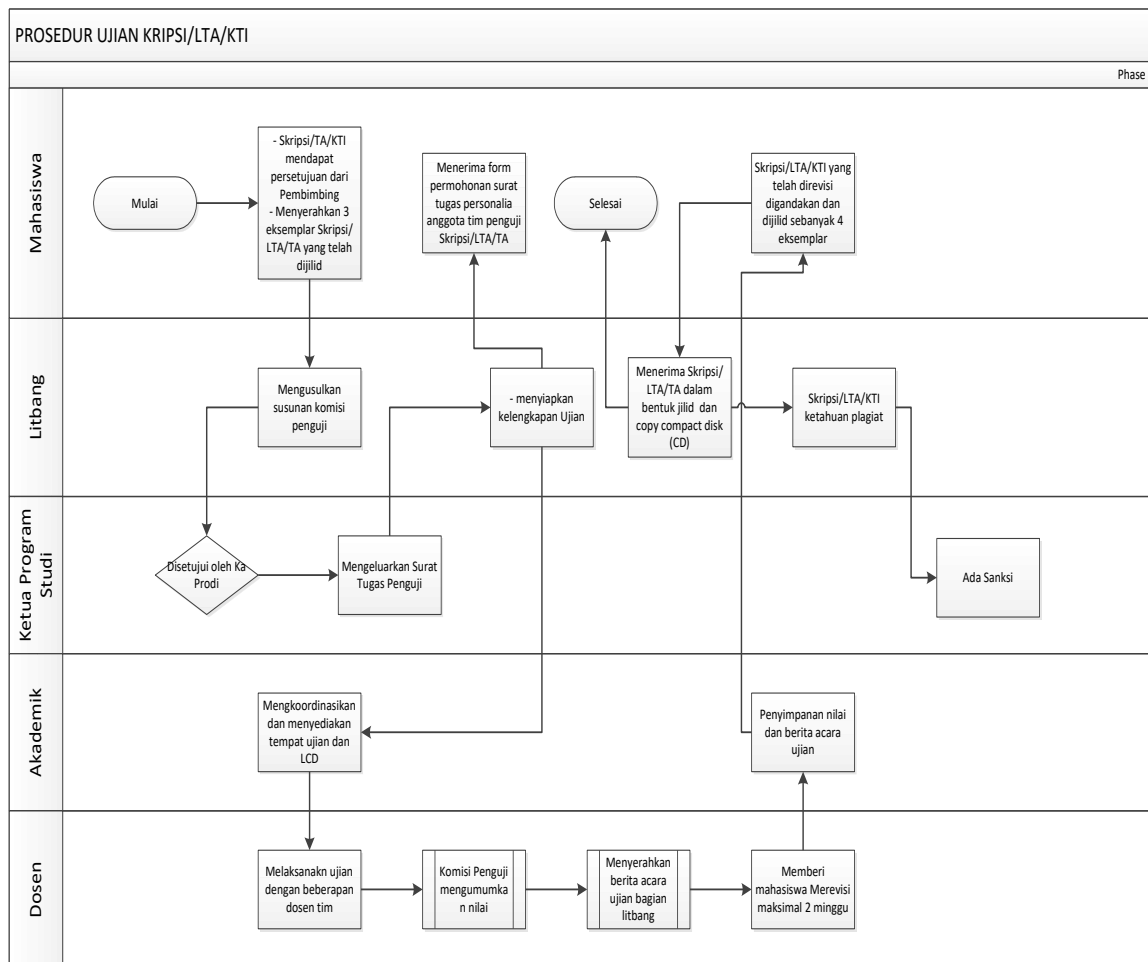 PROSEDUR UJIAN KRIPSI/LTA/KTI
Phase
Mahasiswa
Mulai
- Skripsi/TA/KTI
mendapat
persetujuan dari
Pembimbing
- Menyerahkan 3
eksemplar Skripsi/
LTA/TA yang telah
dijilid
Menerima form
permohonan surat
tugas personalia
anggota tim penguji
Skripsi/LTA/TA
Selesai
Skripsi/LTA/KTI yang
telah direvisi
digandakan dan
dijilid sebanyak 4
eksemplar
Litbang
Mengusulkan
susunan komisi
penguji
- menyiapkan
kelengkapan Ujian
Menerima Skripsi/
LTA/TA dalam
bentuk jilid dan
copy compact disk
(CD)
Skripsi/LTA/KTI
ketahuan plagiat
Ketua Program
Studi
Disetujui oleh Ka
Prodi
Mengeluarkan Surat
Tugas Penguji
Ada Sanksi
Akademik
Mengkoordinasikan
dan menyediakan
tempat ujian dan
LCD
Penyimpanan nilai
dan berita acara
ujian
Dosen
Melaksanakn ujian
dengan beberapan
dosen tim
Komisi Penguji
mengumumka
n nilai
Menyerahkan
berita acara
ujian bagian
litbang
Memberi
mahasiswa Merevisi
maksimal 2 minggu